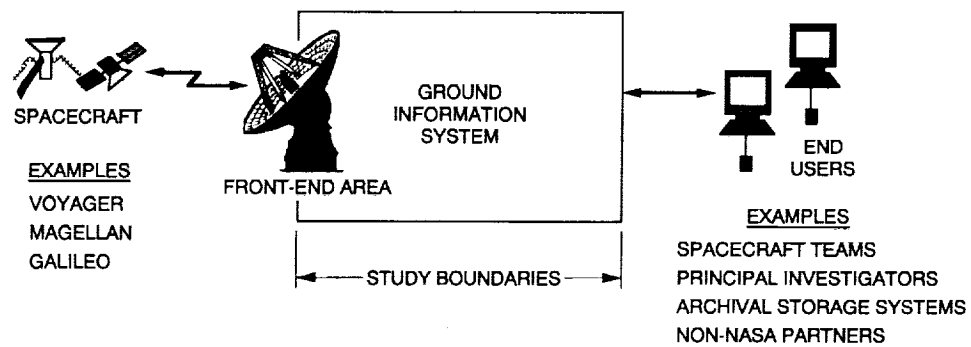 SPACECRAFT
EXAMPLES
VOYAGER
MAGELLAN
GALILEO
FRONT-END AREA
GROUND
INFORMATION
SYSTEM
STUDY BOUNDARIES
END
USERS
EXAMPLES
SPACECRAFT TEAMS
PRINCIPAL INVESTIGATORS
ARCHIVAL STORAGE SYSTEMS
NON-NASA PARTNERS